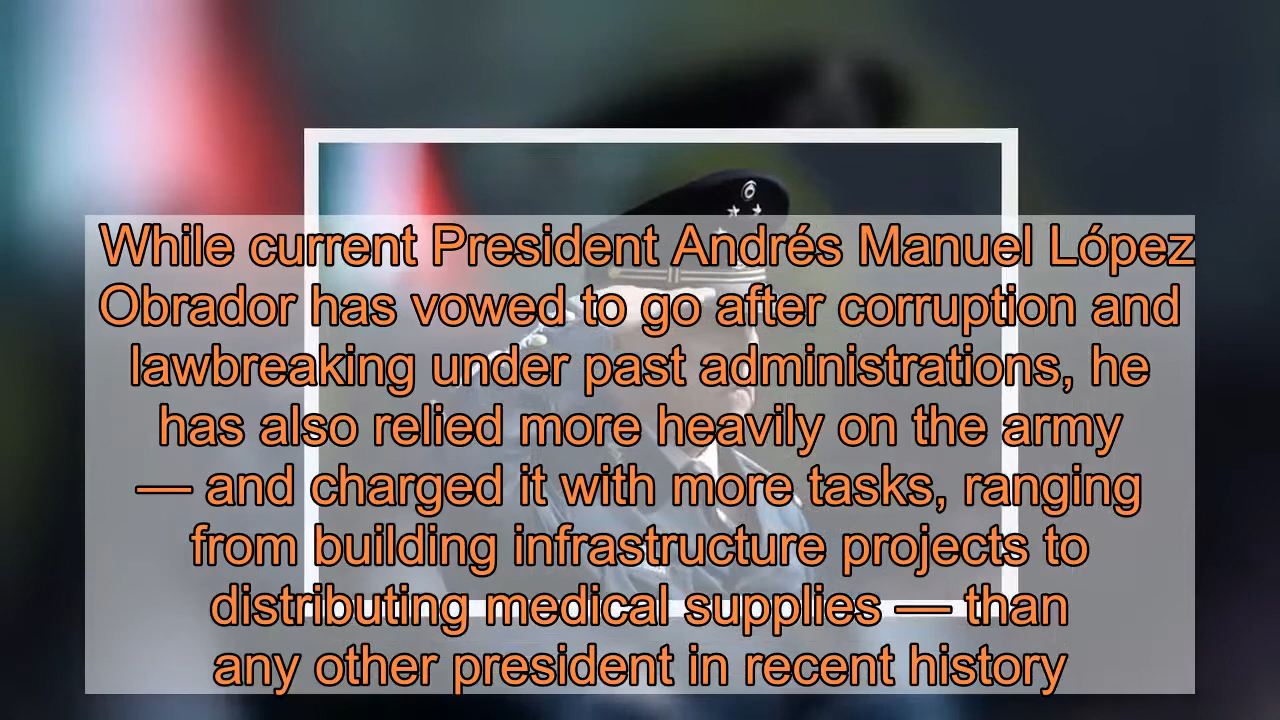 While current President Andrés Manuel López
Obrador has vowed to go after corruption and
lawbreaking under past administrations, he
has also relied more heavily on the army
— and charged it with more tasks, ranging
from building infrastructure projects to
distributing medical supplies — than
any other president in recent history